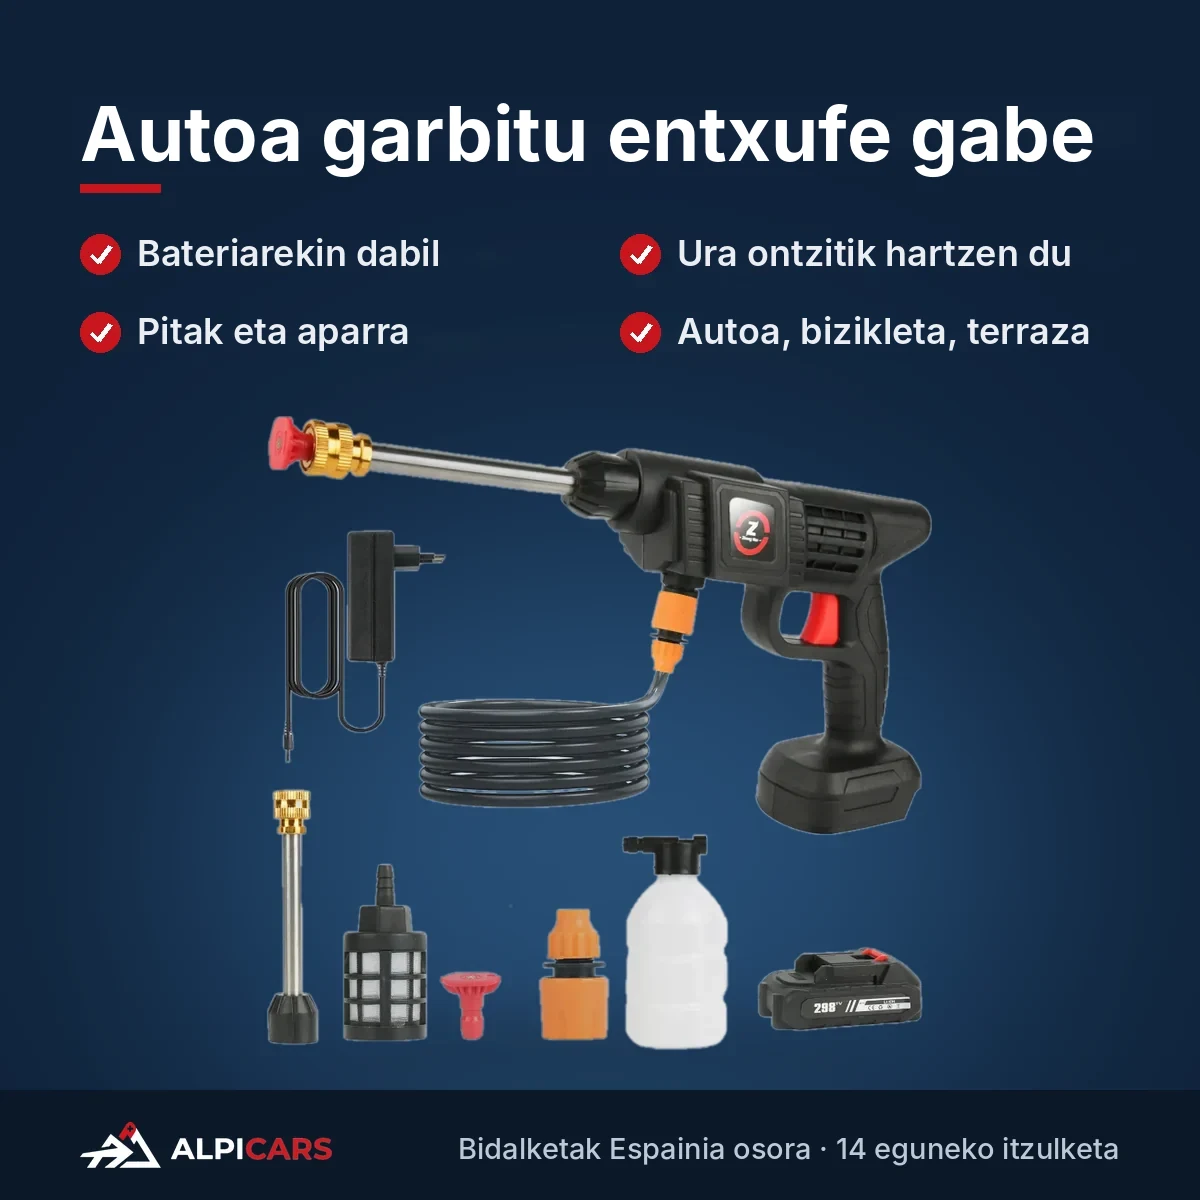 Autoa garbitu entxufe gabe
Bateriarekin dabil
Ura ontzitik hartzen du
Pitak eta aparra
Autoa, bizikleta, terraza
Z
298
ALPICARS
Bidalketak Espainia osora · 14 eguneko itzulketa